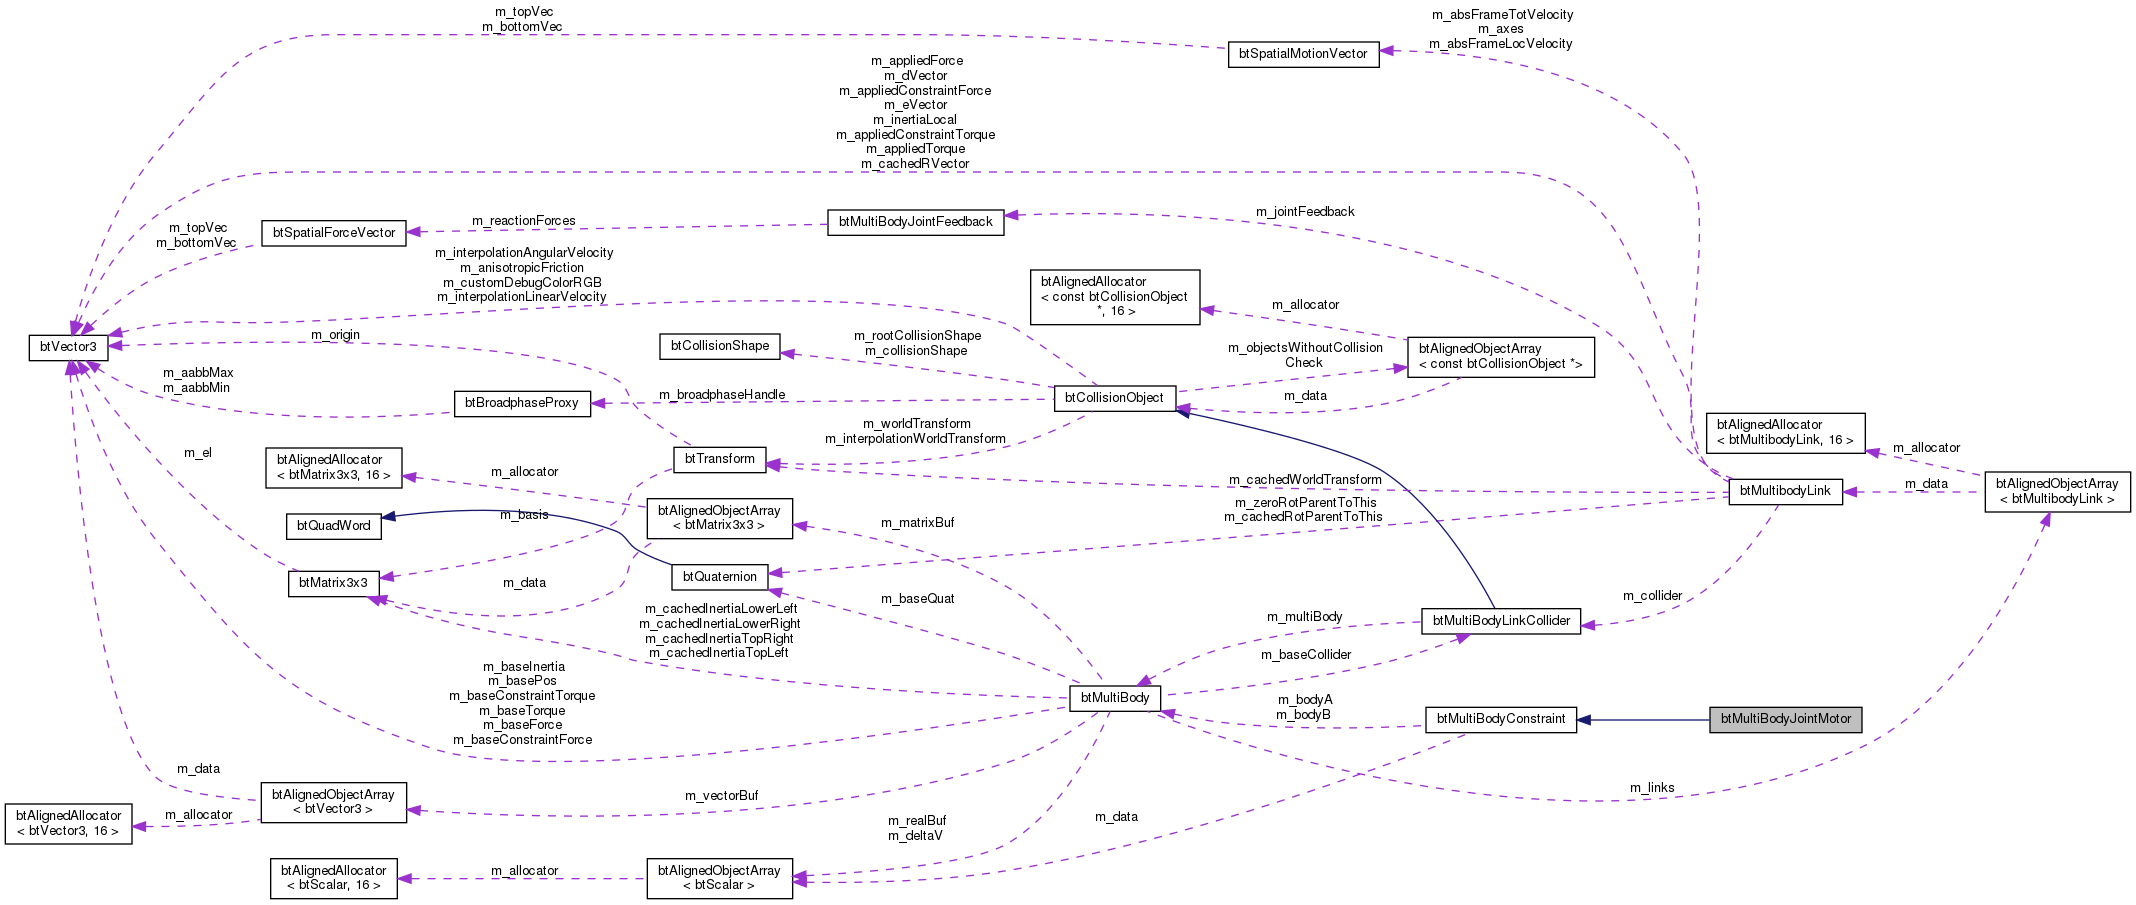 m_topVec
m_bottomVec
m_absFrameTotVelocity
m_axes
m_absFrameLocVelocity
btSpatialMotionVector
m_appliedForce
m_dVector
m_appliedConstraintForce
m_eVector
m_inertiaLocal
m_appliedConstraintTorque
m_appliedTorque
m_cachedRVector
m_topVec
m_bottomVec
btSpatialForceVector
m_reactionForces
btMultiBodyJointFeedback
m_jointFeedback
m_interpolationAngularVelocity
m_anisotropicFriction
m_customDebugColorRGB
m_interpolationLinearVelocity
btAlignedAllocator
< const btCollisionObject
*, 16 >
m_allocator
btVector3
m_origin
btCollisionShape
m_rootCollisionShape
m_collisionShape
m_objectsWithoutCollision
Check
btAlignedObjectArray
< const btCollisionObject *>
m_aabbMax
m_aabbMin
btBroadphaseProxy
m_broadphaseHandle
btCollisionObject
m_data
m_worldTransform
m_interpolationWorldTransform
btAlignedAllocator
< btMultibodyLink, 16 >
m_allocator
m_el
btAlignedAllocator
< btMatrix3x3, 16 >
m_allocator
btTransform
m_cachedWorldTransform
btMultibodyLink
m_data
btAlignedObjectArray
< btMultibodyLink >
btQuadWord
m_basis
btAlignedObjectArray
< btMatrix3x3 >
m_matrixBuf
m_zeroRotParentToThis
m_cachedRotParentToThis
btMatrix3x3
m_data
btQuaternion
m_baseQuat
m_collider
m_cachedInertiaLowerLeft
m_cachedInertiaLowerRight
m_cachedInertiaTopRight
m_cachedInertiaTopLeft
m_multiBody
btMultiBodyLinkCollider
m_baseCollider
m_baseInertia
m_basePos
m_baseConstraintTorque
m_baseTorque
m_baseForce
m_baseConstraintForce
btMultiBody
m_bodyA
m_bodyB
btMultiBodyConstraint
btMultiBodyJointMotor
m_data
btAlignedObjectArray
< btVector3 >
m_vectorBuf
m_links
btAlignedAllocator
< btVector3, 16 >
m_allocator
m_realBuf
m_deltaV
m_data
btAlignedAllocator
< btScalar, 16 >
m_allocator
btAlignedObjectArray
< btScalar >